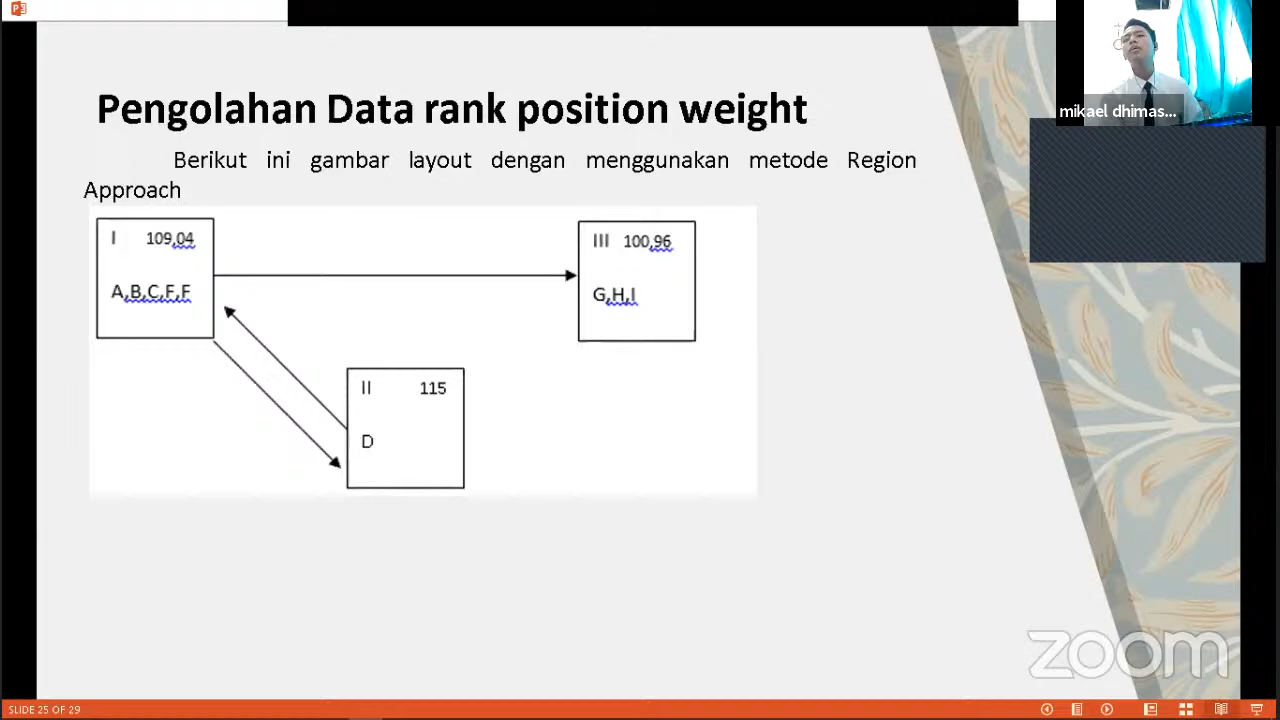 Pengolahan Data rank position weight
Berikut ini gambar layout dengan menggunakan metode Region
Approach
I 109,04
A,B,C,F,F
III 100,96
G,H,I
II 115
D
mikael dhimas...
zoom
SLIDE 25 OF 29